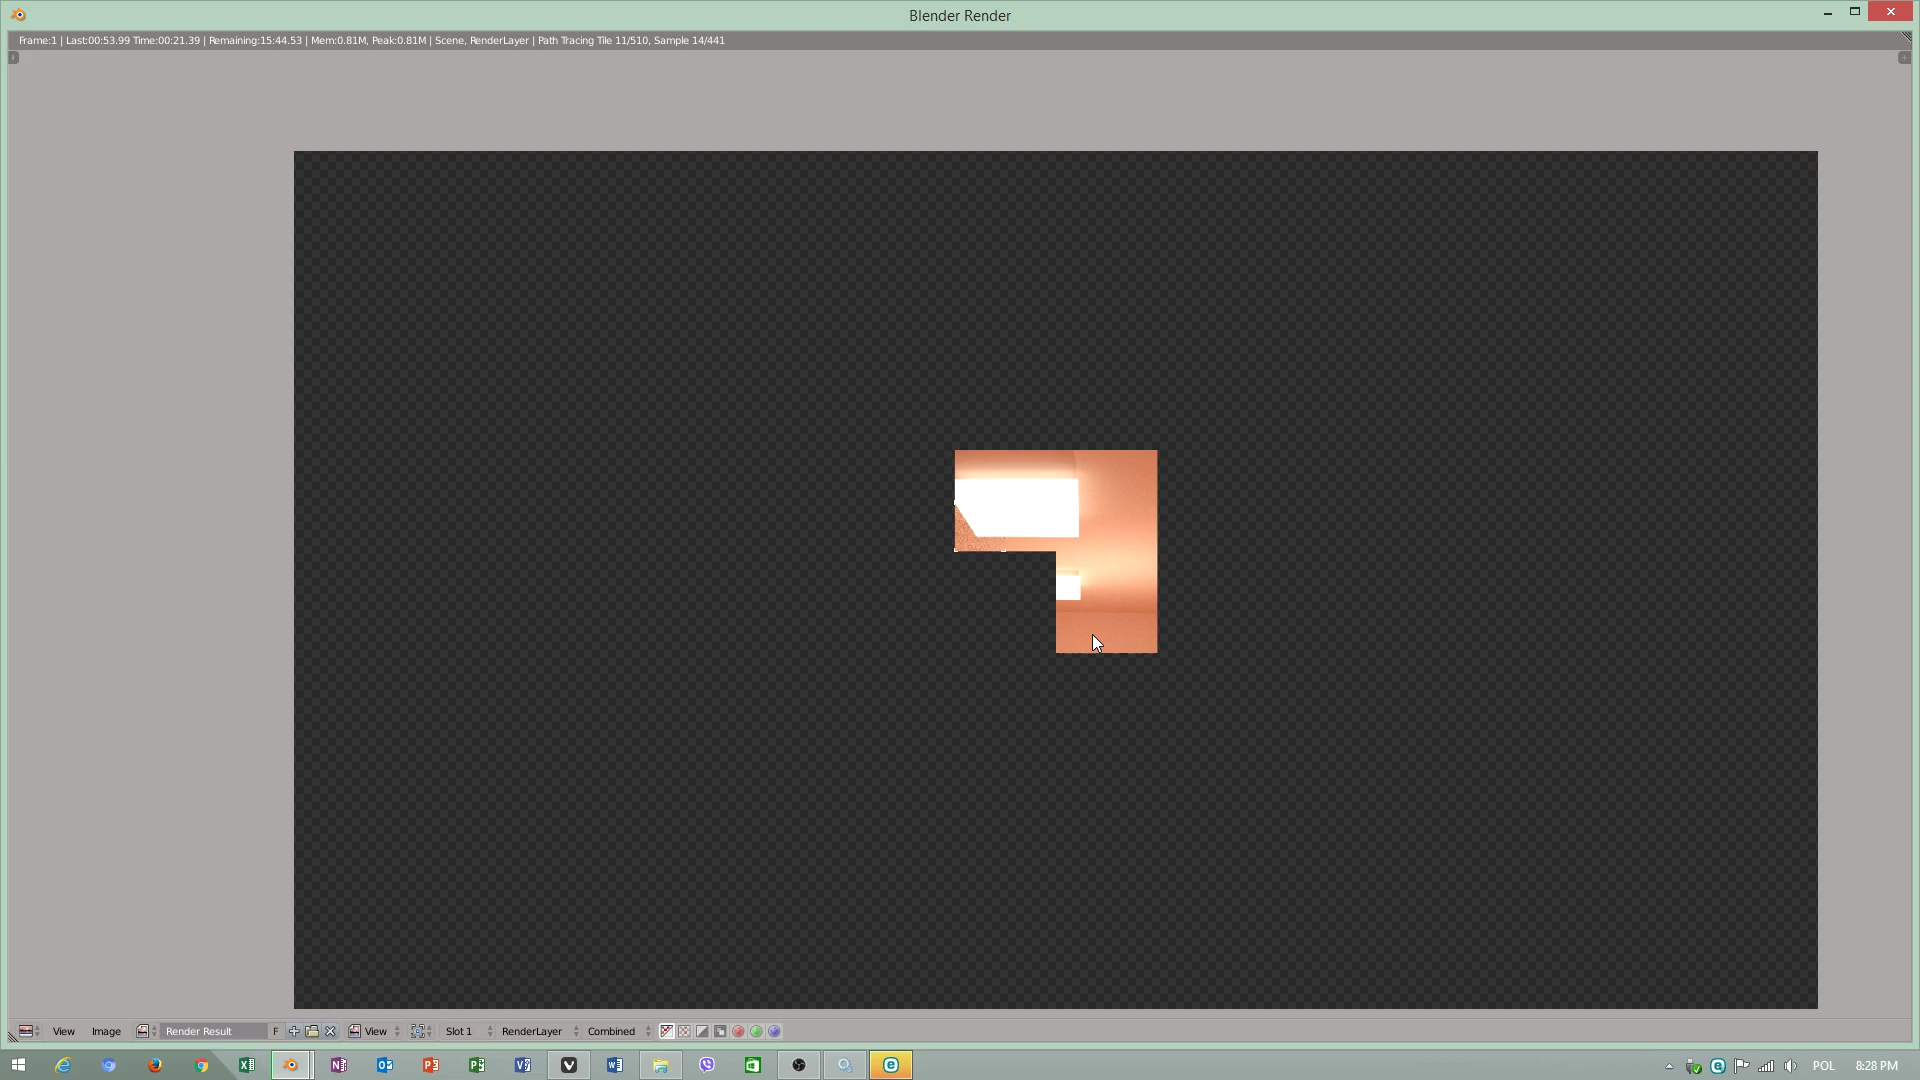 Blender Render
Frame:1 | Last:00:53.99 Time:00:21.39 | Remaining:15:44.53 | Mem:0.81M, Peak:0.81M | Scene, RenderLayer | Path Tracing Tile 11/510, Sample 14/441
View Image Render Result F View Slot 1 RenderLayer Combined
POL 8:28 PM